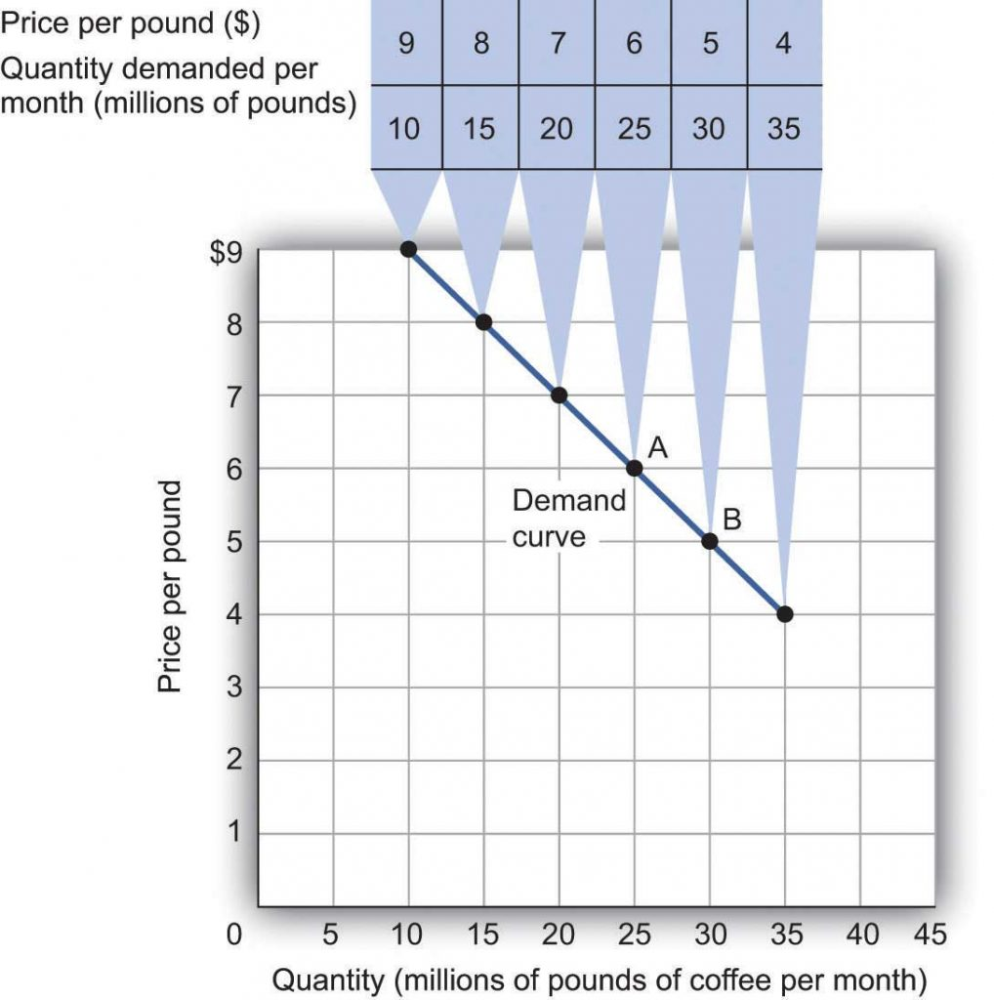 Price per pound ($)
9 8 7 6 5 4
Quantity demanded per
month (millions of pounds)
10 15 20 25 30 35
$9
8
7
6
5
4
3
2
1
A
Demand
curve
B
Price per pound
0 5 10 15 20 25 30 35 40 45
Quantity (millions of pounds of coffee per month)